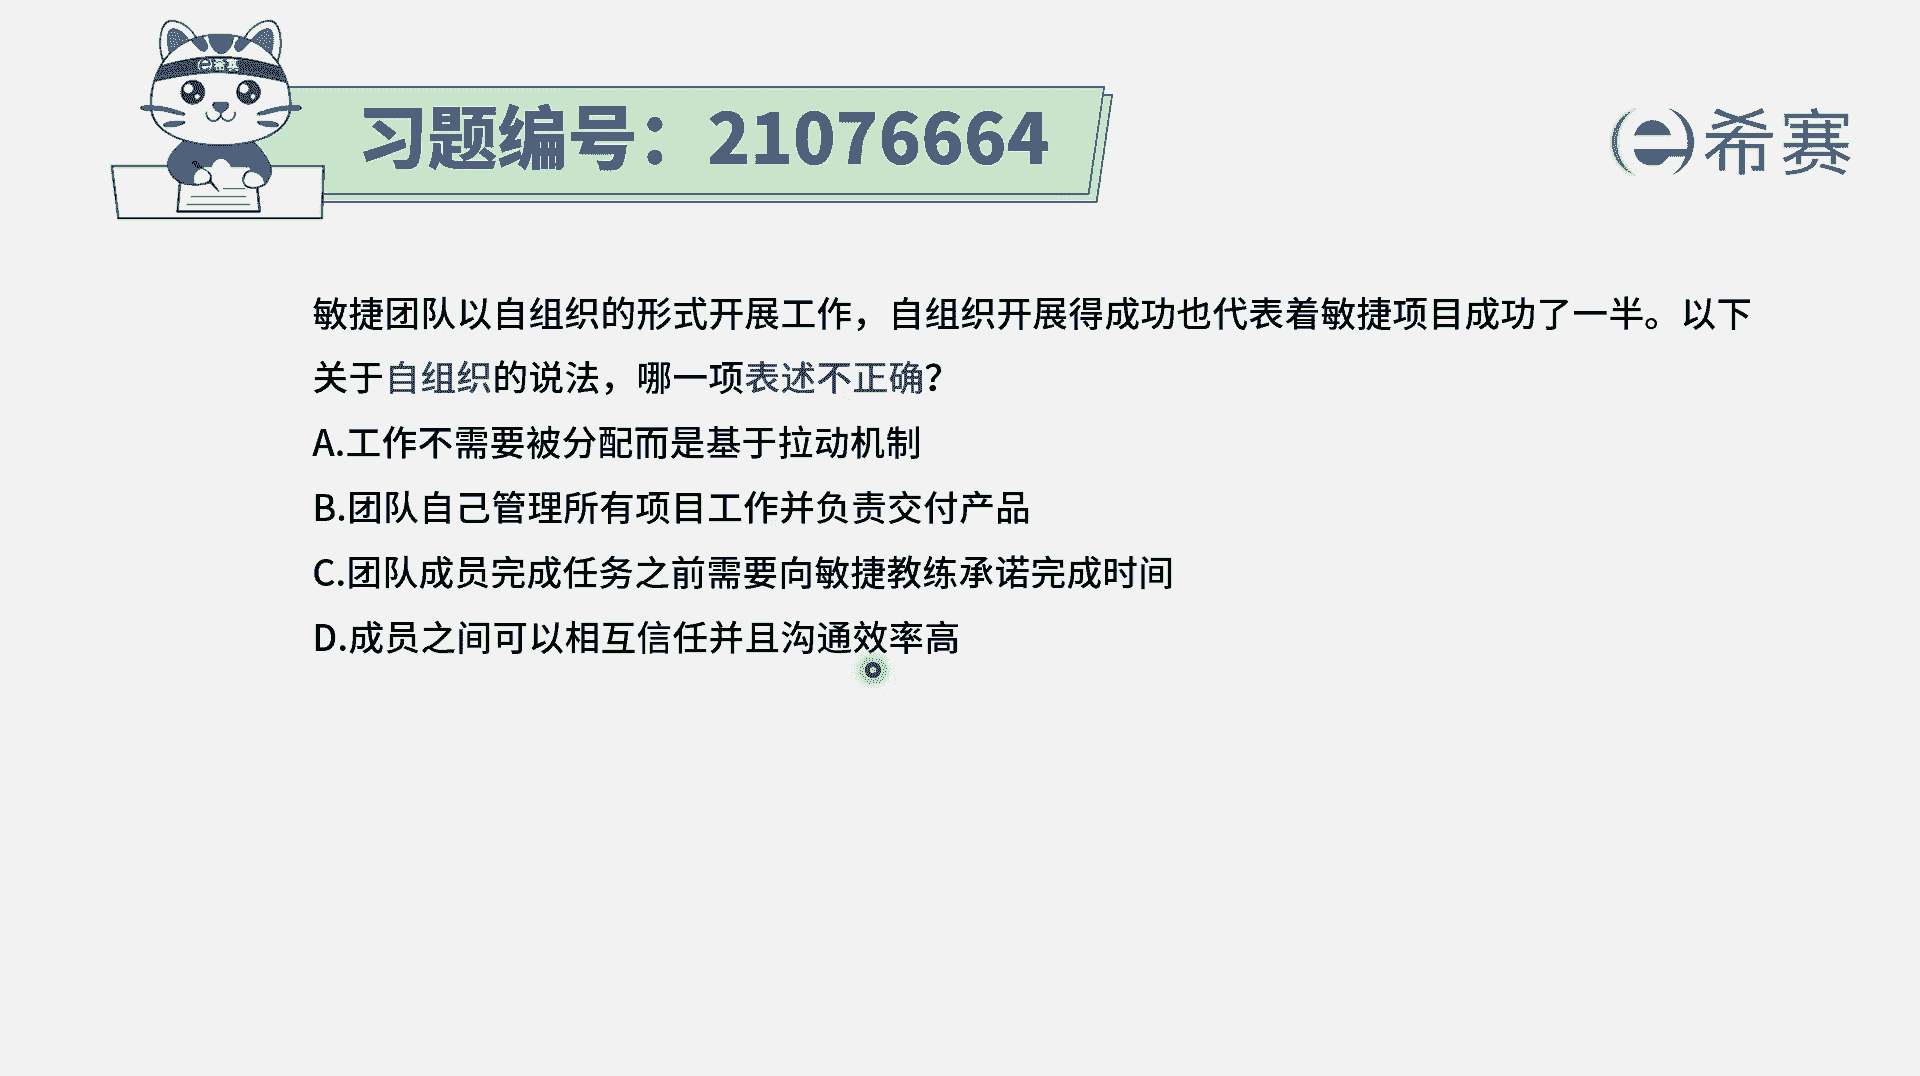 希赛
习题编号：21076664
希赛
敏捷团队以自组织的形式开展工作，自组织开展得成功也代表着敏捷项目成功了一半。以下
关于自组织的说法，哪一项表述不正确？
A.工作不需要被分配而是基于拉动机制
B.团队自己管理所有项目工作并负责交付产品
C.团队成员完成任务之前需要向敏捷教练承诺完成时间
D.成员之间可以相互信任并且沟通效率高